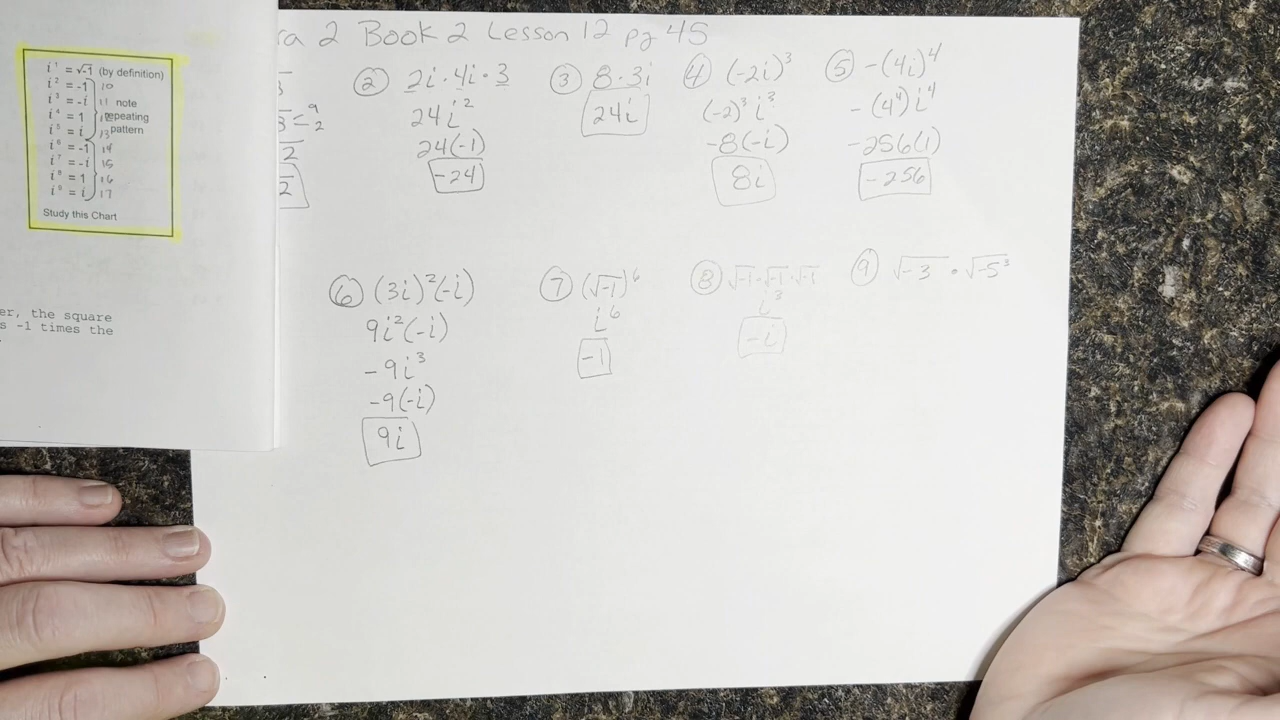 i¹ = √-1 (by definition)
i² = -1 10
i³ = -i 11 note
i⁴ = 1 12 repeating
i⁵ = i 13 pattern
i⁶ = -1 14
i⁷ = -i 15
i⁸ = 1 16
i⁹ = i 17
Study this Chart
er, the square
s -1 times the
ra 2 Book 2 Lesson 12 pg 45
② 2i · 4i · 3
24i²
24(-1)
-24
③ 8 · 3i
24i
④ (-2i)³
(-2)³ i³
-8(-i)
8i
⑤ -(4i)⁴
-(4⁴)i⁴
-256(1)
-256
⑥ (3i)²(-i)
9i²(-i)
-9i³
-9(-i)
9i
⑦ (√-1)⁶
i⁶
-1
⑧ √-1·√-1·√-1
i³
-i
⑨ √-3 · √-5³